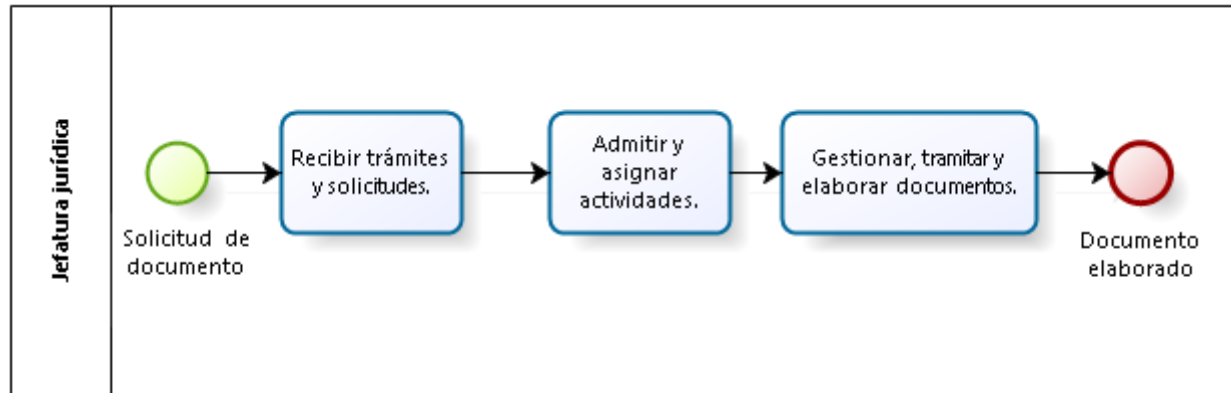 Jefatura jurídica
Solicitud de
documento
Recibir trámites
y solicitudes.
Admitir y
asignar
actividades.
Gestionar, tramitar y
elaborar documentos.
Documento
elaborado